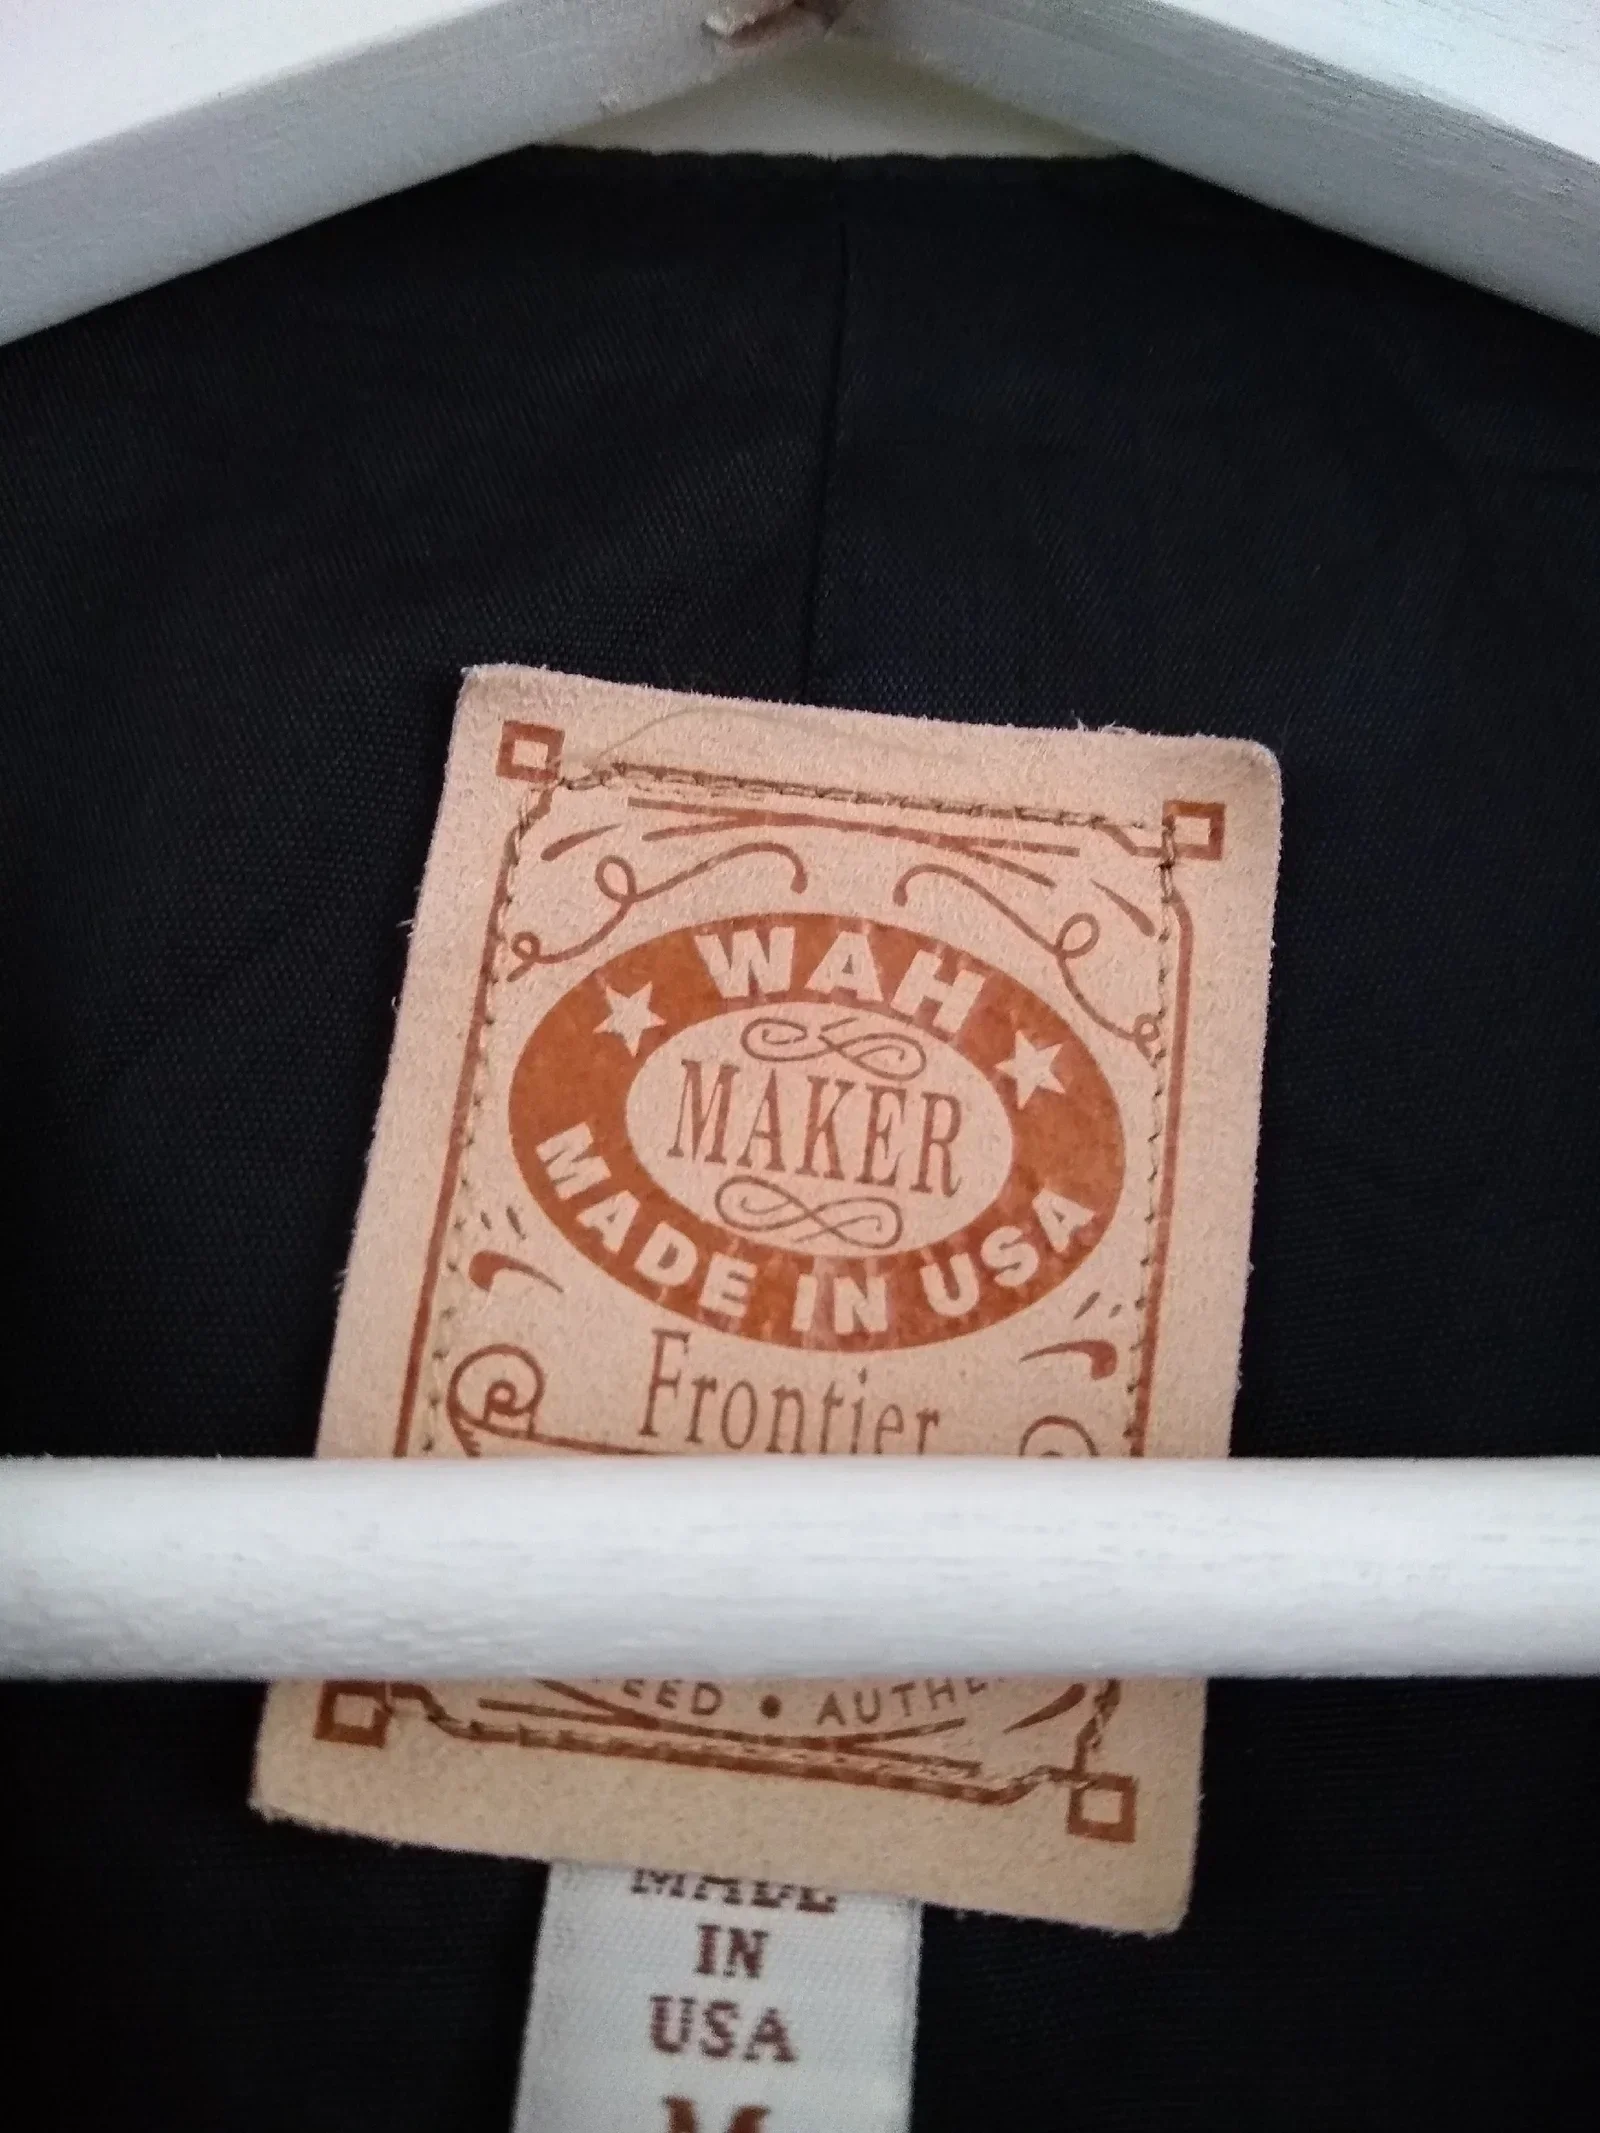 WAH
MAKER
MADE IN USA
Frontier
MADE
IN
USA
M